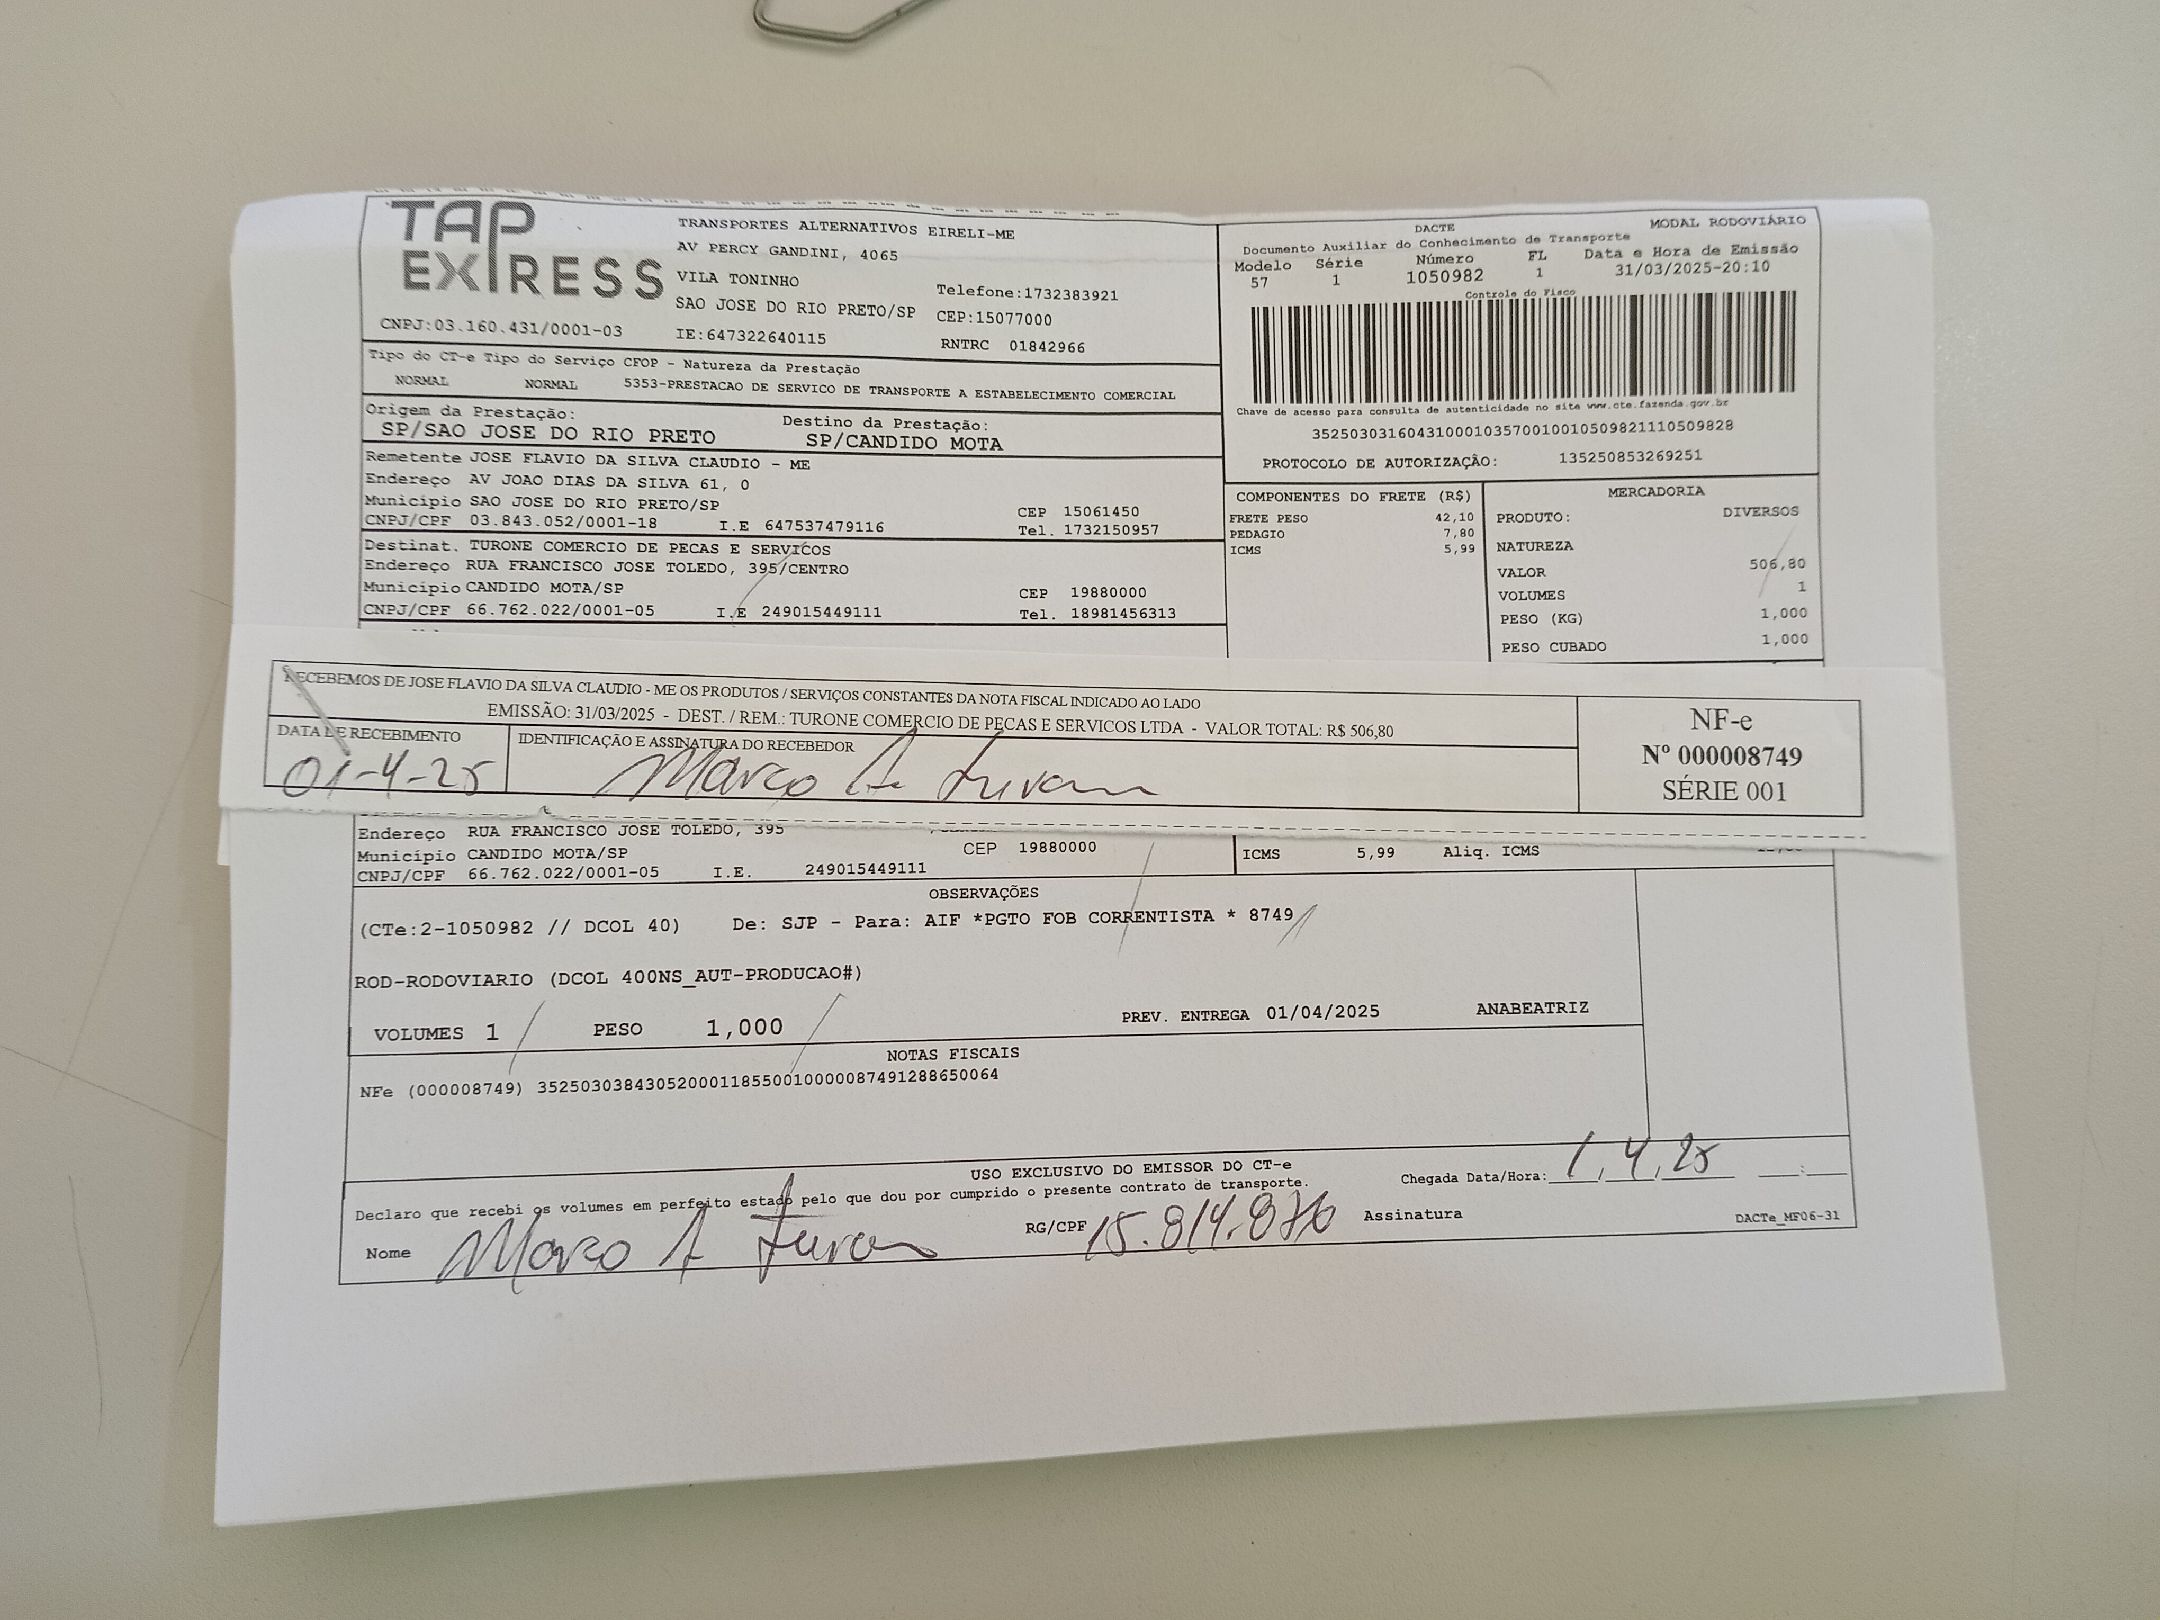 TAP EXPRESS
TRANSPORTES ALTERNATIVOS EIRELI-ME
AV PERCY GANDINI, 4065
VILA TONINHO
Telefone:1732383921
SAO JOSE DO RIO PRETO/SP CEP:15077000
CNPJ:03.160.431/0001-03 IE:647322640115 RNTRC 01842966
DACTE MODAL RODOVIÁRIO
Documento Auxiliar do Conhecimento de Transporte
Modelo Série Número FL Data e Hora de Emissão
57 1 1050982 1 31/03/2025-20:10
Controle do Fisco
Chave de acesso para consulta de autenticidade no site www.cte.fazenda.gov.br
35250303160431000103570010010509821110509828
PROTOCOLO DE AUTORIZAÇÃO: 135250853269251
Tipo do CT-e Tipo do Serviço CFOP - Natureza da Prestação
NORMAL NORMAL 5353-PRESTACAO DE SERVICO DE TRANSPORTE A ESTABELECIMENTO COMERCIAL
Origem da Prestação: Destino da Prestação:
SP/SAO JOSE DO RIO PRETO SP/CANDIDO MOTA
Remetente JOSE FLAVIO DA SILVA CLAUDIO - ME
Endereço AV JOAO DIAS DA SILVA 61, 0
Município SAO JOSE DO RIO PRETO/SP CEP 15061450
CNPJ/CPF 03.843.052/0001-18 I.E 647537479116 Tel. 1732150957
Destinat. TURONE COMERCIO DE PECAS E SERVICOS
Endereço RUA FRANCISCO JOSE TOLEDO, 395/CENTRO
Município CANDIDO MOTA/SP CEP 19880000
CNPJ/CPF 66.762.022/0001-05 I.E 249015449111 Tel. 18981456313
COMPONENTES DO FRETE (R$)
FRETE PESO 42,10
PEDAGIO 7,80
ICMS 5,99
MERCADORIA
PRODUTO: DIVERSOS
NATUREZA
VALOR 506,80
VOLUMES 1
PESO (KG) 1,000
PESO CUBADO 1,000
RECEBEMOS DE JOSE FLAVIO DA SILVA CLAUDIO - ME OS PRODUTOS / SERVIÇOS CONSTANTES DA NOTA FISCAL INDICADO AO LADO
EMISSÃO: 31/03/2025 - DEST. / REM.: TURONE COMERCIO DE PECAS E SERVICOS LTDA - VALOR TOTAL: R$ 506,80
DATA DE RECEBIMENTO IDENTIFICAÇÃO E ASSINATURA DO RECEBEDOR
01-4-25 Marco A
NF-e
Nº 000008749
SÉRIE 001
Endereço RUA FRANCISCO JOSE TOLEDO, 395
Município CANDIDO MOTA/SP CEP 19880000
CNPJ/CPF 66.762.022/0001-05 I.E. 249015449111
ICMS 5,99 Aliq. ICMS
OBSERVAÇÕES
(CTe:2-1050982 // DCOL 40) De: SJP - Para: AIF *PGTO FOB CORRENTISTA * 8749
ROD-RODOVIARIO (DCOL 400NS_AUT-PRODUCAO#)
VOLUMES 1 PESO 1,000 PREV. ENTREGA 01/04/2025 ANABEATRIZ
NOTAS FISCAIS
NFe (000008749) 35250303843052000118550010000087491288650064
USO EXCLUSIVO DO EMISSOR DO CT-e
Declaro que recebi os volumes em perfeito estado pelo que dou por cumprido o presente contrato de transporte.
Chegada Data/Hora: 1,4,25
Nome Marco A RG/CPF 15.814.876 Assinatura
DACTe_MF06-31